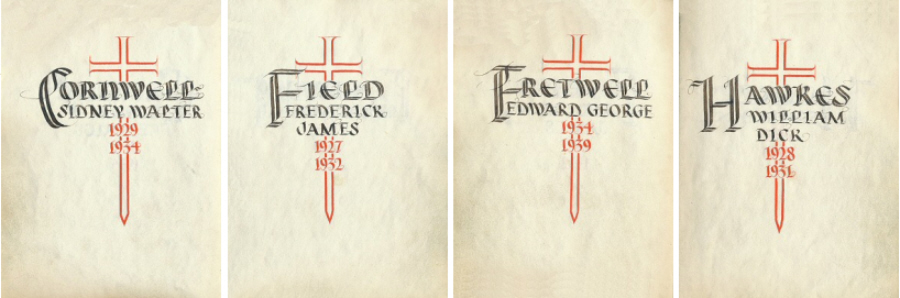 CORNWELL
SIDNEY WALTER
1929
1934
FIELD
FREDERICK
JAMES
1927
1932
FRETWELL
EDWARD GEORGE
1934
1939
HAWKES
WILLIAM
DICK
1928
1931